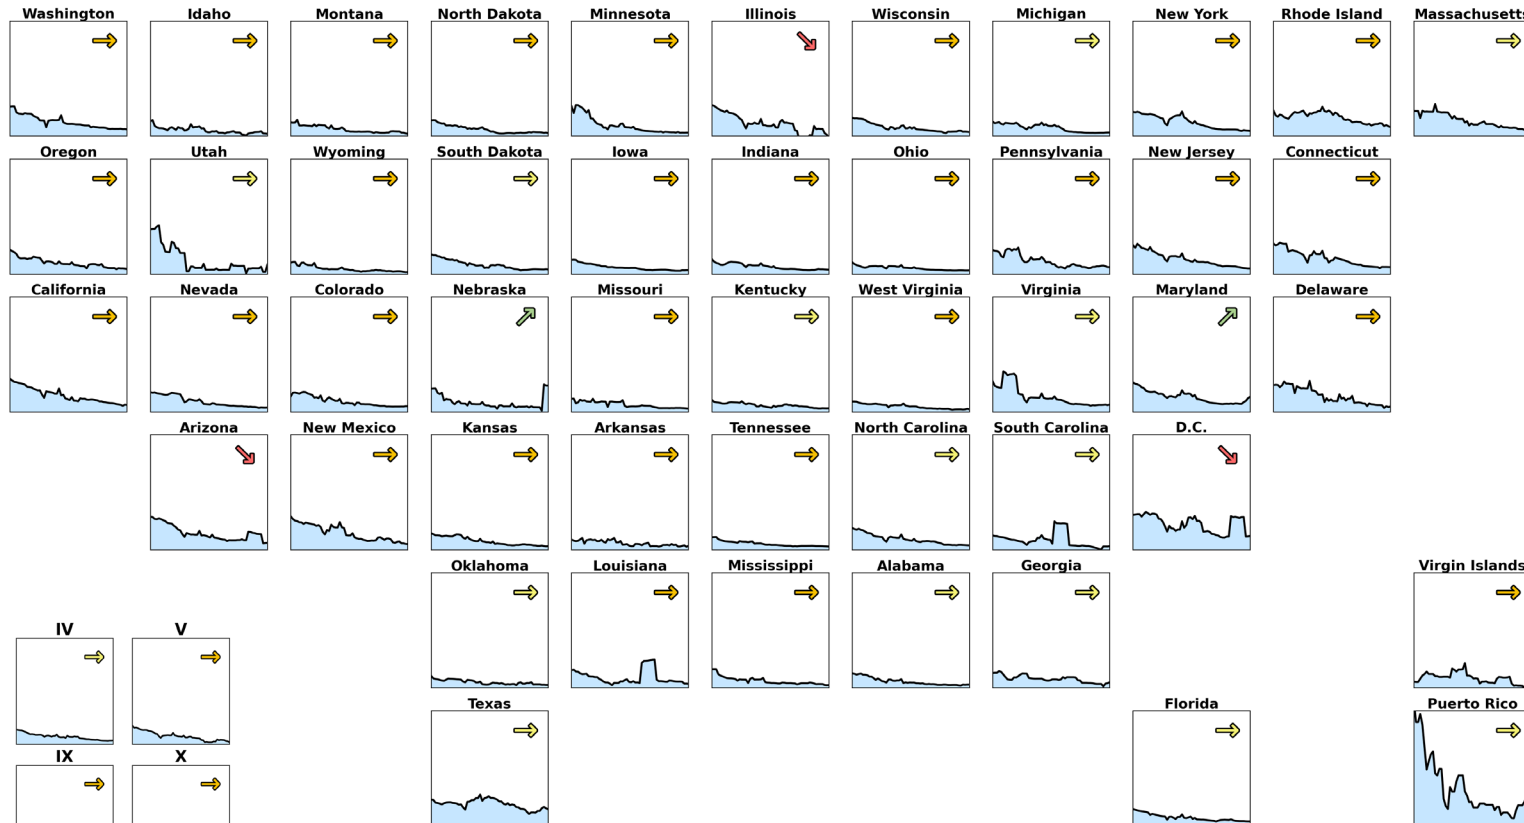 Washington Idaho Montana North Dakota Minnesota Illinois Wisconsin Michigan New York Rhode Island Massachusetts
Oregon Utah Wyoming South Dakota Iowa Indiana Ohio Pennsylvania New Jersey Connecticut
California Nevada Colorado Nebraska Missouri Kentucky West Virginia Virginia Maryland Delaware
Arizona New Mexico Kansas Arkansas Tennessee North Carolina South Carolina D.C.
Oklahoma Louisiana Mississippi Alabama Georgia Virgin Islands
IV V
Texas Florida Puerto Rico
IX X